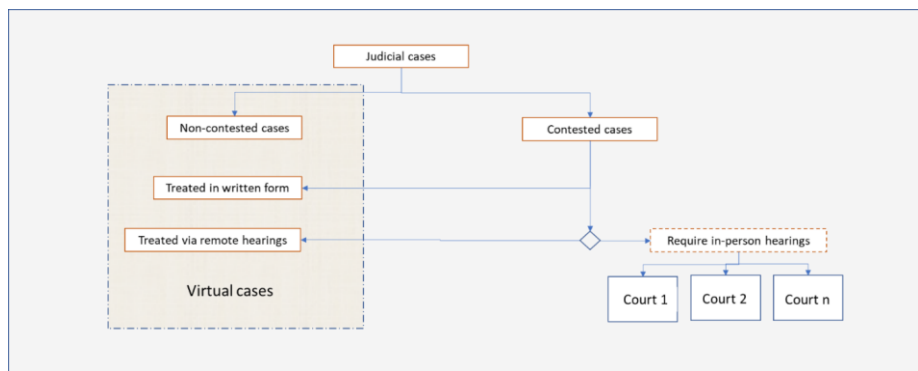 Judicial cases
Non-contested cases
Contested cases
Treated in written form
Treated via remote hearings
Require in-person hearings
Virtual cases
Court 1
Court 2
Court n